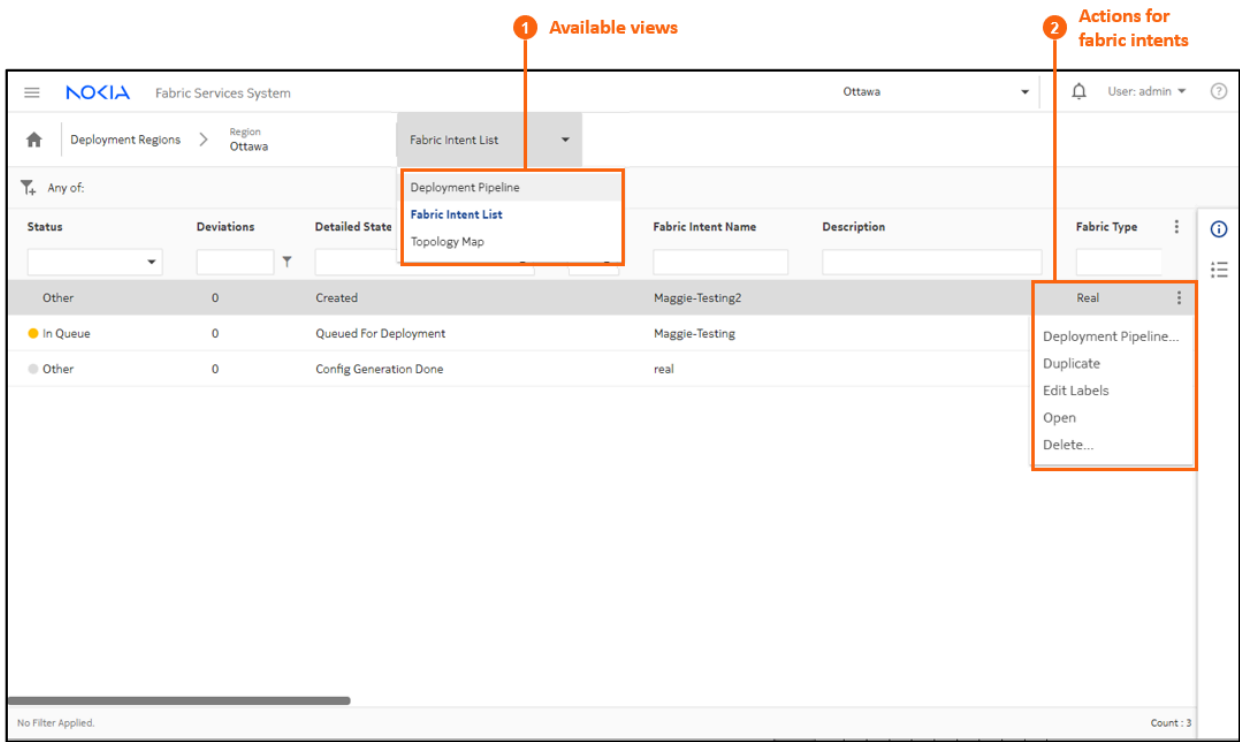 1 Available views
2 Actions for
fabric intents
NOKIA Fabric Services System Ottawa User: admin ?
Deployment Regions Region
Ottawa Fabric Intent List
Any of:
Deployment Pipeline
Fabric Intent List
Topology Map
Status Deviations Detailed State Fabric Intent Name Description Fabric Type
Other 0 Created Maggie-Testing2 Real
In Queue 0 Queued For Deployment Maggie-Testing
Other 0 Config Generation Done real
Deployment Pipeline...
Duplicate
Edit Labels
Open
Delete...
No Filter Applied. Count : 3